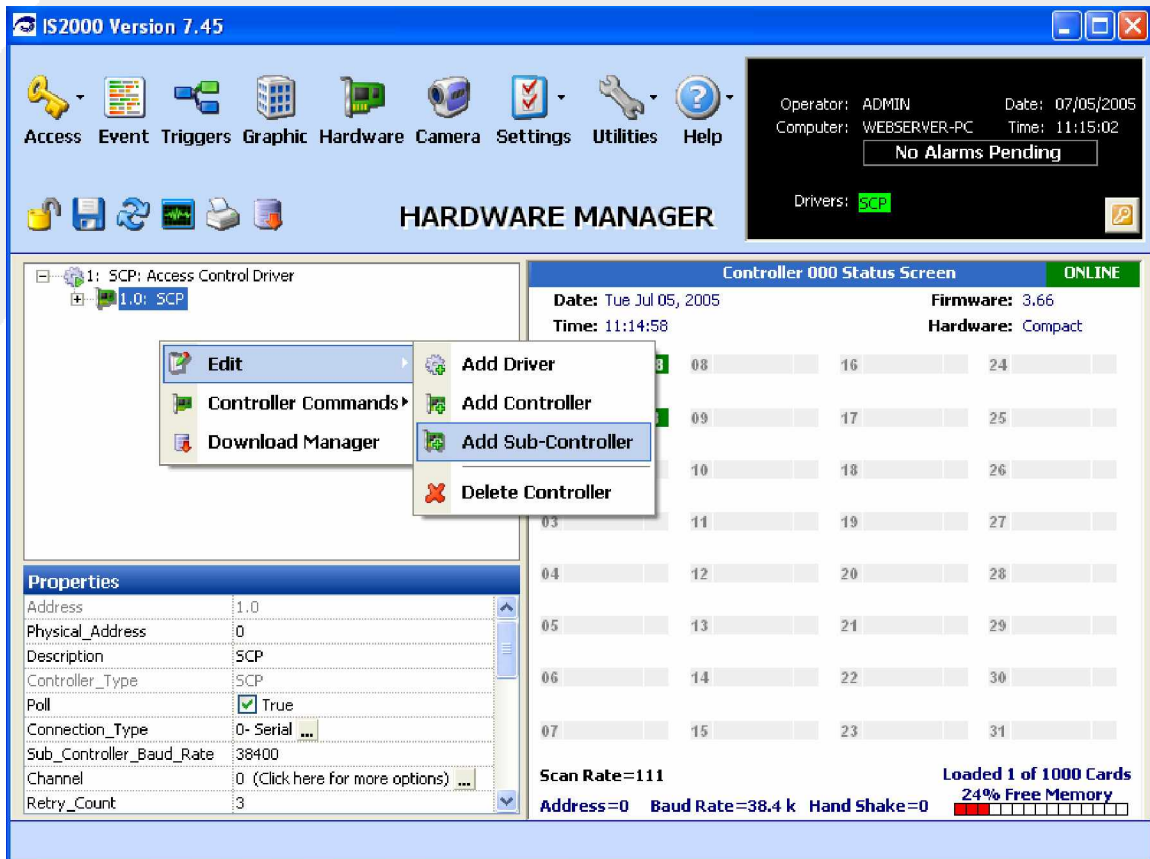 IS2000 Version 7.45
Access Event Triggers Graphic Hardware Camera Settings Utilities Help
Operator: ADMIN Date: 07/05/2005
Computer: WEBSERVER-PC Time: 11:15:02
No Alarms Pending
Drivers: SCP
HARDWARE MANAGER
1: SCP: Access Control Driver
1.0: SCP
Edit
Controller Commands
Download Manager
Add Driver
Add Controller
Add Sub-Controller
Delete Controller
Controller 000 Status Screen ONLINE
Date: Tue Jul 05, 2005 Firmware: 3.66
Time: 11:14:58 Hardware: Compact
08 16 24
09 17 25
10 18 26
03 11 19 27
04 12 20 28
05 13 21 29
06 14 22 30
07 15 23 31
Scan Rate=111 Loaded 1 of 1000 Cards
24% Free Memory
Address=0 Baud Rate=38.4 k Hand Shake=0
Properties
Address 1.0
Physical_Address 0
Description SCP
Controller_Type SCP
Poll True
Connection_Type 0- Serial ...
Sub_Controller_Baud_Rate 38400
Channel 0 (Click here for more options) ...
Retry_Count 3